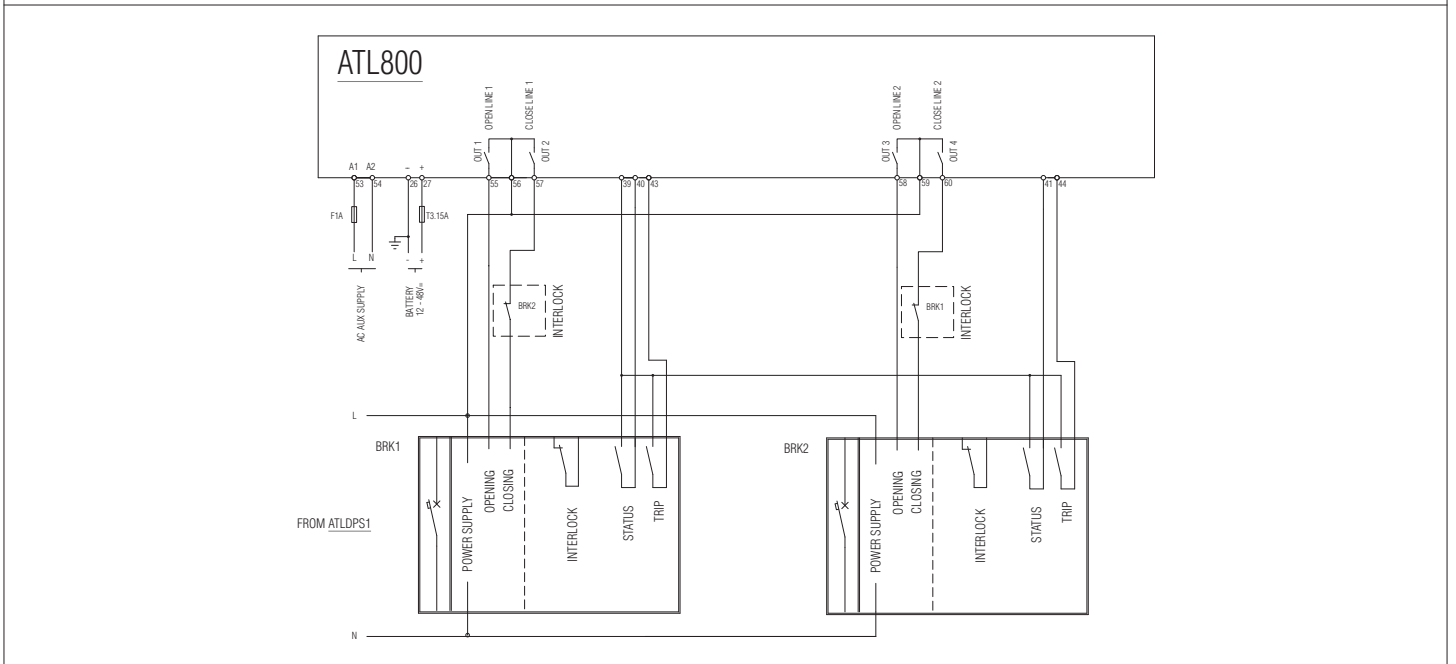 ATL800
OPEN LINE 1
CLOSE LINE 1
OPEN LINE 2
CLOSE LINE 2
OUT 1
OUT 2
OUT 3
OUT 4
A1 A2 - +
53 54 26 27 55 56 57 39 40 43 58 59 60 41 44
F1A
T3.15A
L N - +
AC AUX SUPPLY
BATTERY
12 - 48V=
BRK2
INTERLOCK
BRK1
INTERLOCK
L
BRK1
POWER SUPPLY
OPENING
CLOSING
INTERLOCK
STATUS
TRIP
BRK2
POWER SUPPLY
OPENING
CLOSING
INTERLOCK
STATUS
TRIP
FROM ATLDPS1
N